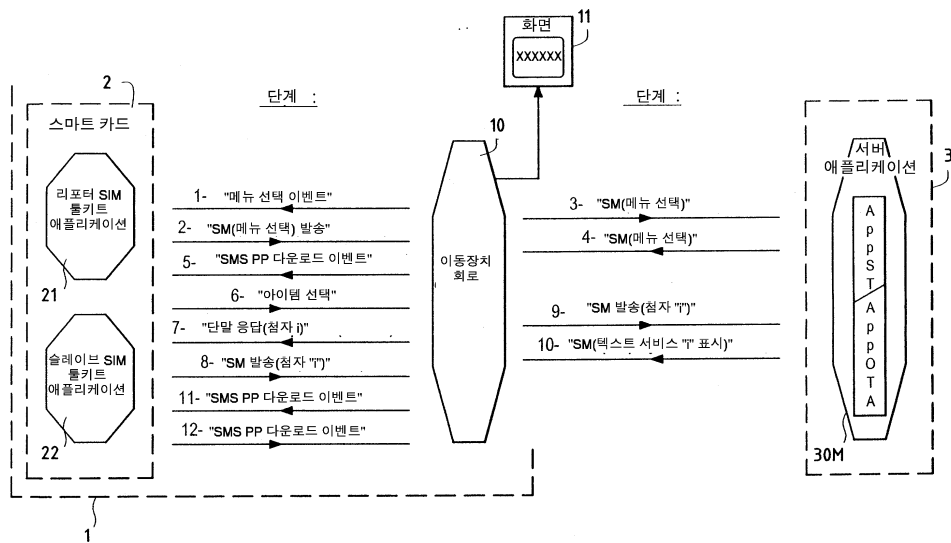 11
화면
XXXXXX
2
단계 :
단계 :
스마트 카드
10
서버
애플리케이션
3
리포터 SIM
툴키트
애플리케이션
21
1- "메뉴 선택 이벤트"
2- "SM(메뉴 선택) 발송"
5- "SMS PP 다운로드 이벤트"
6- "아이템 선택"
7- "단말 응답(첨자 i)"
8- "SM 발송(첨자 "i")"
11- "SMS PP 다운로드 이벤트"
12- "SMS PP 다운로드 이벤트"
이동장치
회로
3- "SM(메뉴 선택)"
4- "SM(메뉴 선택)"
9- "SM 발송(첨자 "i")"
10- "SM(텍스트 서비스 "i" 표시)"
AppST
AppOTA
슬레이브 SIM
툴키트
애플리케이션
22
30M
1